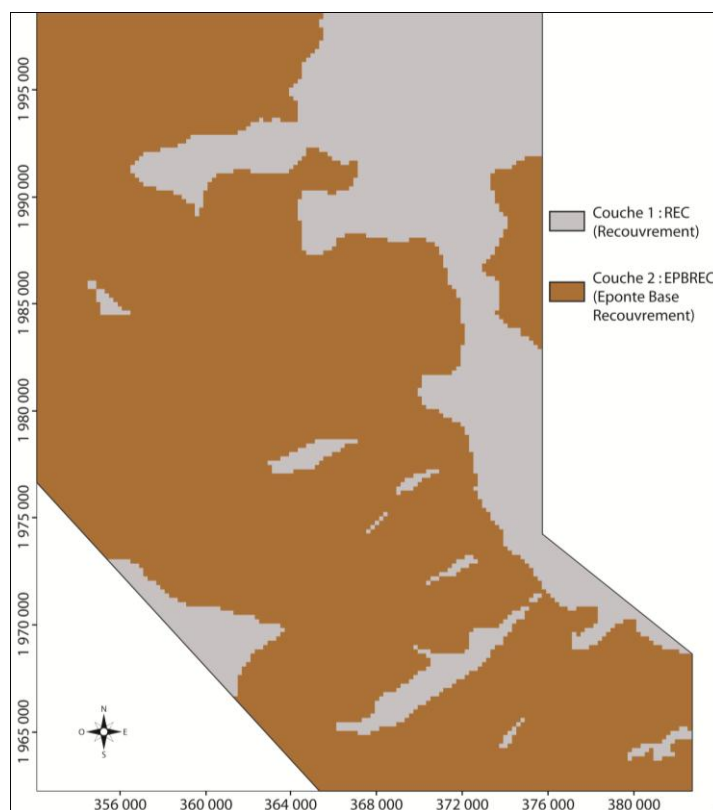 1 995 000
1 990 000
1 985 000
1 980 000
1 975 000
1 970 000
1 965 000
Couche 1 : REC
(Recouvrement)
Couche 2 : EPBREC
(Eponte Base
Recouvrement)
N
O
E
S
356 000
360 000
364 000
368 000
372 000
376 000
380 000